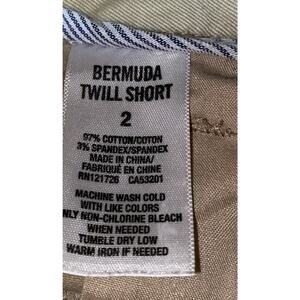 BERMUDA
TWILL SHORT
2
97% COTTON/COTON
3% SPANDEX/SPANDEX
MADE IN CHINA/
FABRIQUÉ EN CHINE
RN121726 CA53201
MACHINE WASH COLD
WITH LIKE COLORS
NLY NON-CHLORINE BLEACH
WHEN NEEDED
TUMBLE DRY LOW
WARM IRON IF NEEDED